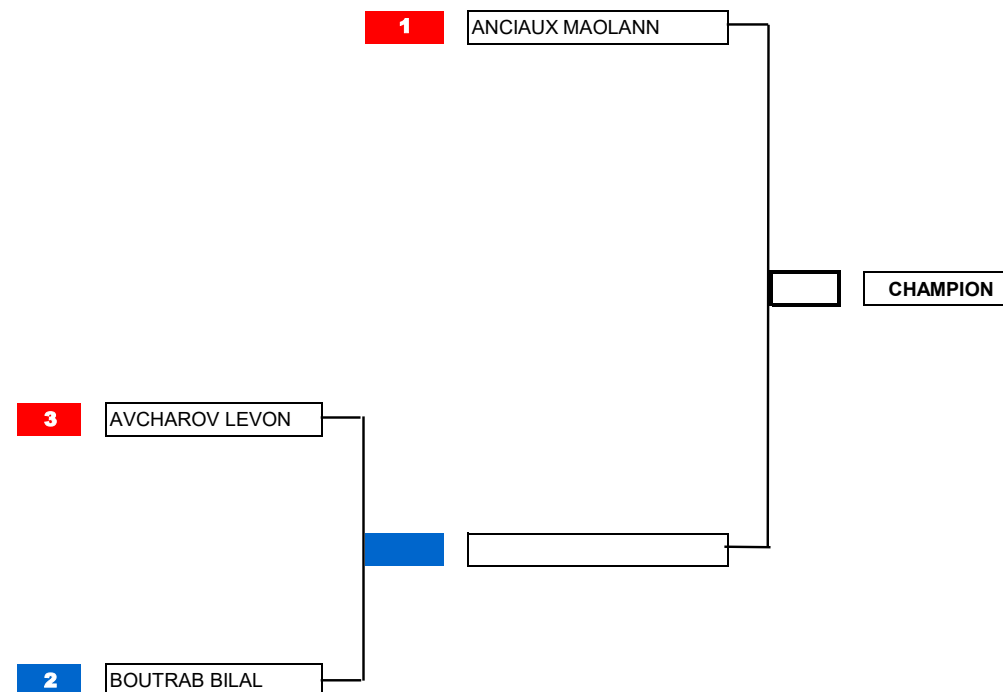 1 ANCIAUX MAOLANN
CHAMPION
3 AVCHAROV LEVON
2 BOUTRAB BILAL